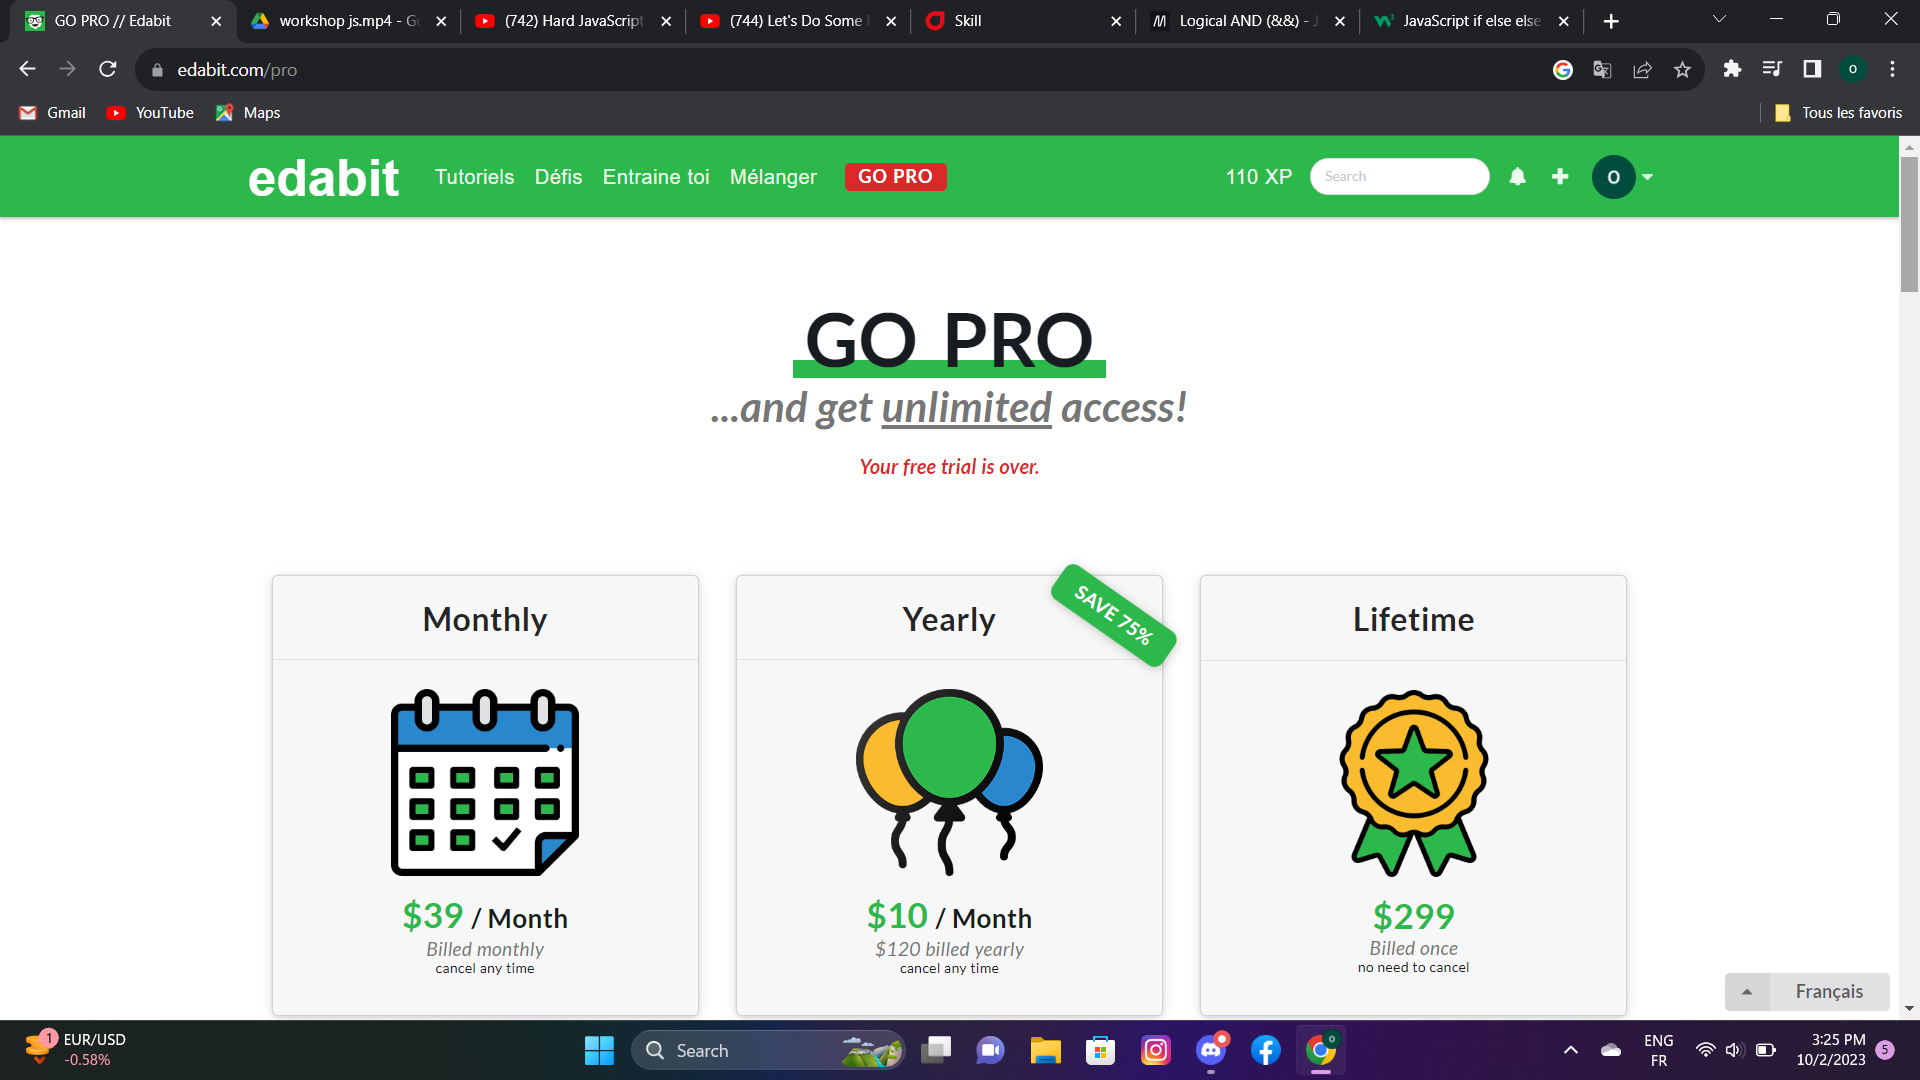 GO PRO // Edabit
workshop js.mp4 - Go
(742) Hard JavaScript
(744) Let's Do Some
Skill
Logical AND (&&) - J
JavaScript if else else
edabit.com/pro
Gmail
YouTube
Maps
Tous les favoris
edabit
Tutoriels
Défis
Entraine toi
Mélanger
GO PRO
110 XP
Search
O
GO PRO
...and get unlimited access!
Your free trial is over.
Monthly
$39 / Month
Billed monthly
cancel any time
Yearly
SAVE 75%
$10 / Month
$120 billed yearly
cancel any time
Lifetime
$299
Billed once
no need to cancel
Français
1
EUR/USD
-0.58%
Search
ENG
FR
3:25 PM
10/2/2023
5